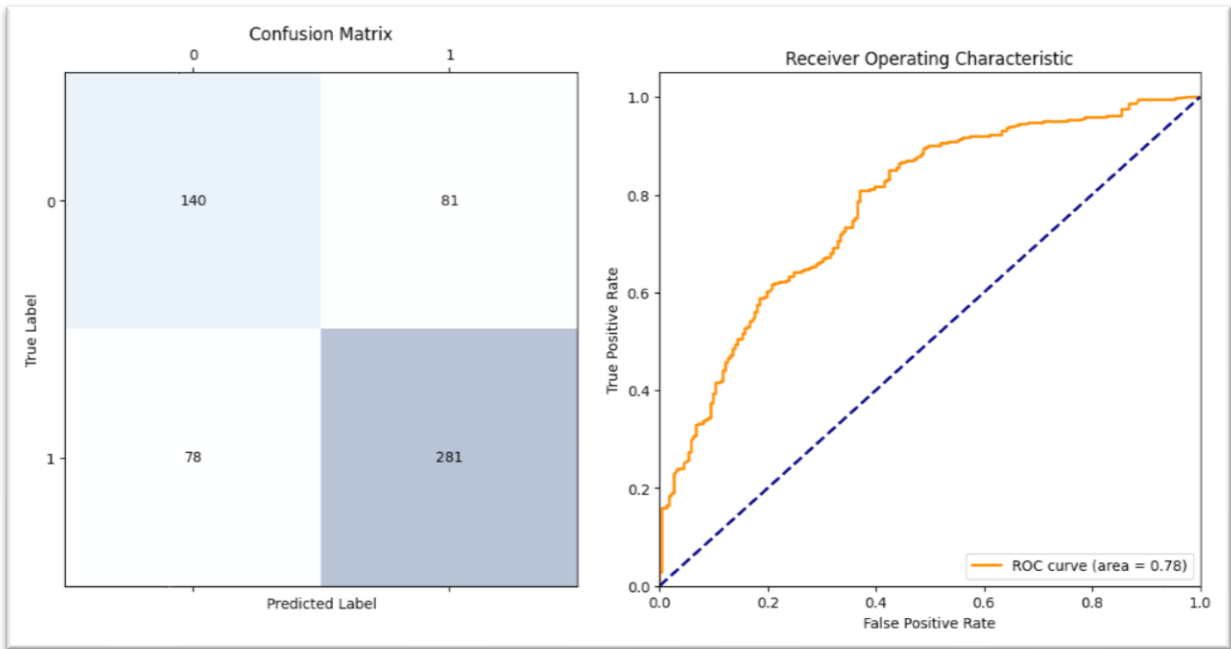 Confusion Matrix
0 1
0 140 81
True Label
1 78 281
Predicted Label
Receiver Operating Characteristic
1.0
0.8
0.6
True Positive Rate
0.4
0.2
ROC curve (area = 0.78)
0.0
0.0 0.2 0.4 0.6 0.8 1.0
False Positive Rate